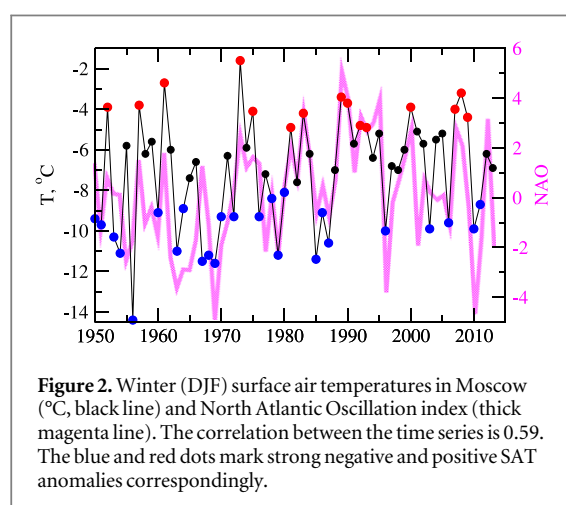 6
-2
4
-4
T, °C
-6
2
-8
0
NAO
-10
-2
-12
-4
-14
1950 1960 1970 1980 1990 2000 2010
Figure 2. Winter (DJF) surface air temperatures in Moscow
(°C, black line) and North Atlantic Oscillation index (thick
magenta line). The correlation between the time series is 0.59.
The blue and red dots mark strong negative and positive SAT
anomalies correspondingly.